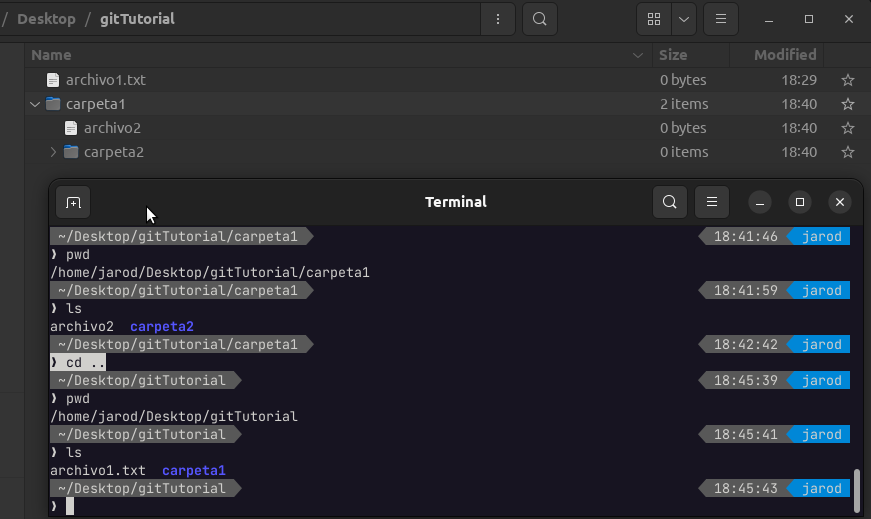 / Desktop / gitTutorial
Name Size Modified
archivo1.txt 0 bytes 18:29
carpeta1 2 items 18:40
archivo2 0 bytes 18:40
carpeta2 0 items 18:40
Terminal
~/Desktop/gitTutorial/carpeta1 18:41:46 jarod
❯ pwd
/home/jarod/Desktop/gitTutorial/carpeta1
~/Desktop/gitTutorial/carpeta1 18:41:59 jarod
❯ ls
archivo2 carpeta2
~/Desktop/gitTutorial/carpeta1 18:42:42 jarod
❯ cd ..
~/Desktop/gitTutorial 18:45:39 jarod
❯ pwd
/home/jarod/Desktop/gitTutorial
~/Desktop/gitTutorial 18:45:41 jarod
❯ ls
archivo1.txt carpeta1
~/Desktop/gitTutorial 18:45:43 jarod
❯